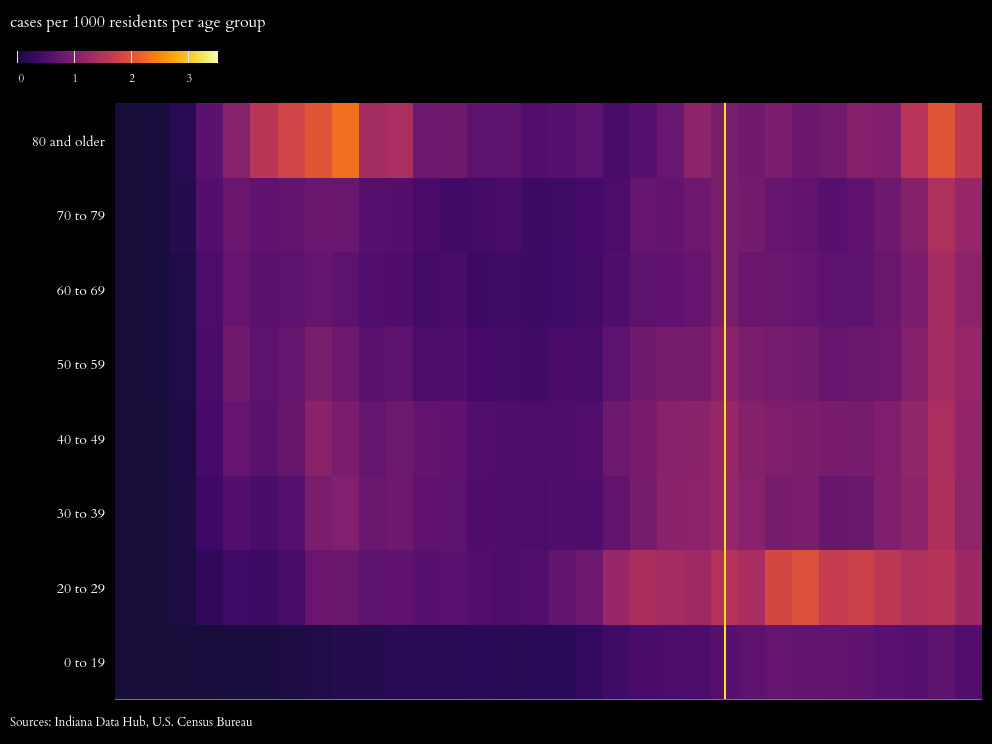 cases per 1000 residents per age group
0 1 2 3
80 and older
70 to 79
60 to 69
50 to 59
40 to 49
30 to 39
20 to 29
0 to 19
Sources: Indiana Data Hub, U.S. Census Bureau